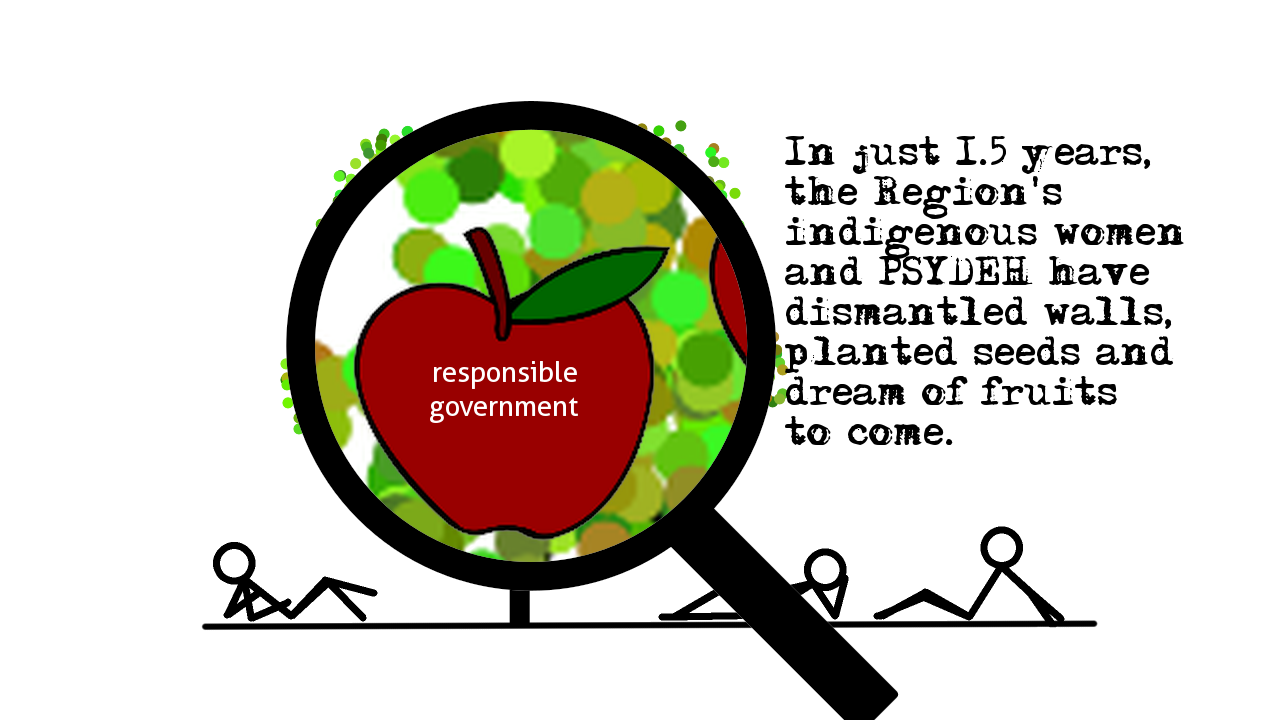 responsible
government
In just 1.5 years,
the Region's
indigenous women
and PSYDEH have
dismantled walls,
planted seeds and
dream of fruits
to come.